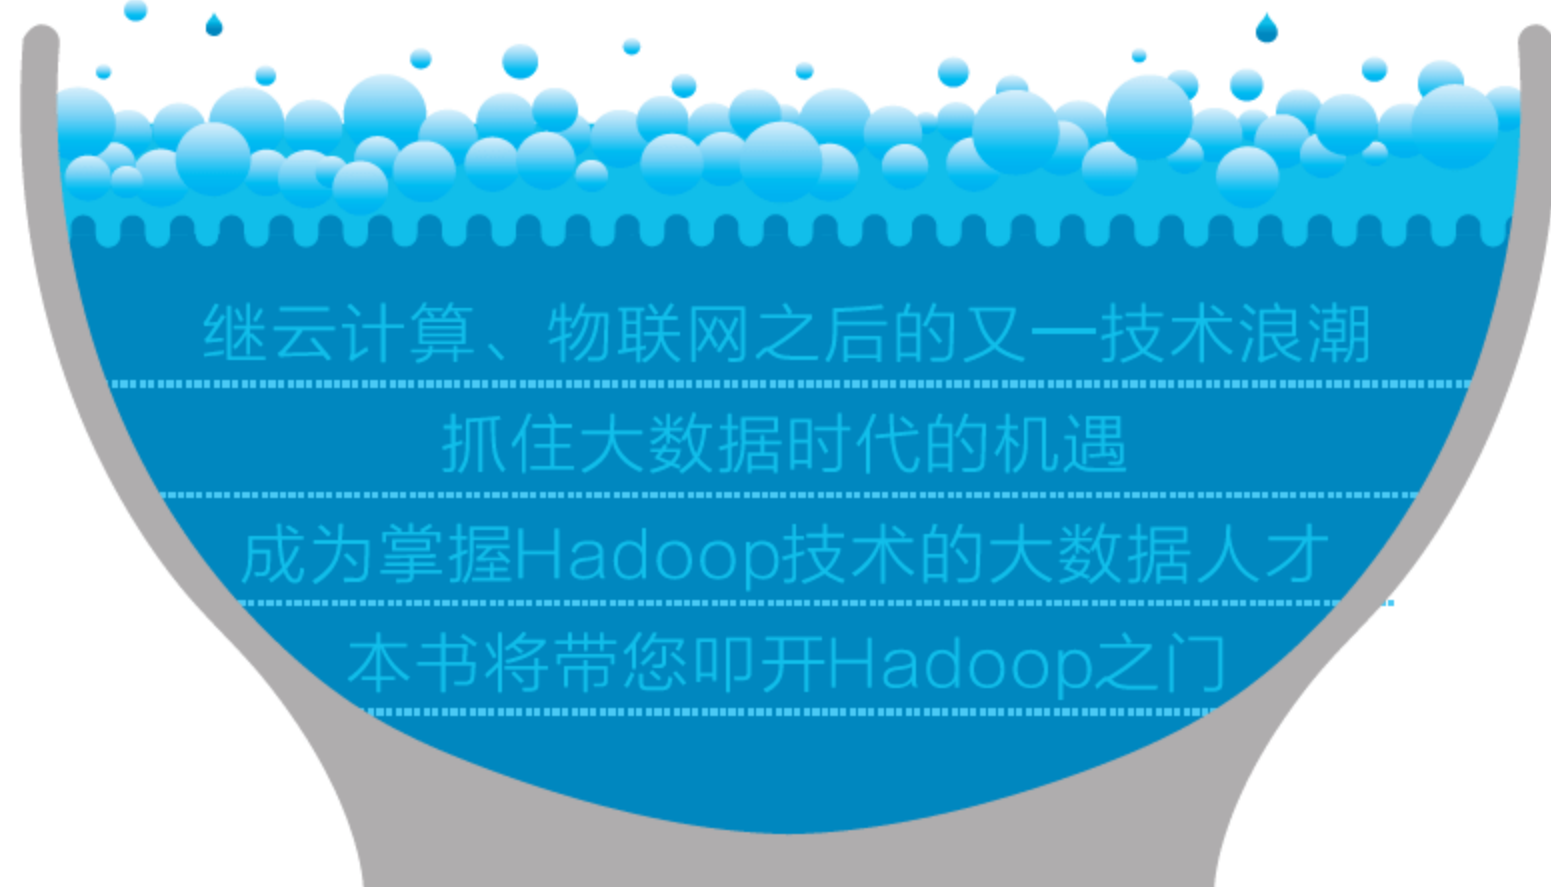 继云计算、物联网之后的又一技术浪潮
抓住大数据时代的机遇
成为掌握Hadoop技术的大数据人才
本书将带您叩开Hadoop之门